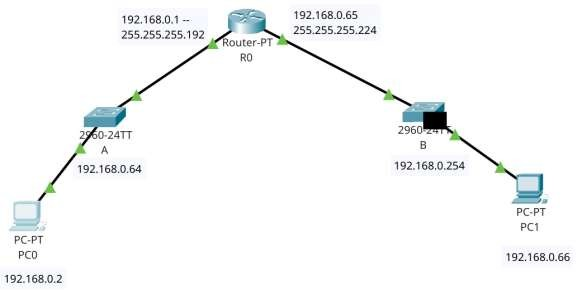 192.168.0.1 --
255.255.255.192
192.168.0.65
255.255.255.224
Router-PT
R0
2960-24TT
A
192.168.0.64
2960-24TT
B
192.168.0.254
PC-PT
PC0
192.168.0.2
PC-PT
PC1
192.168.0.66